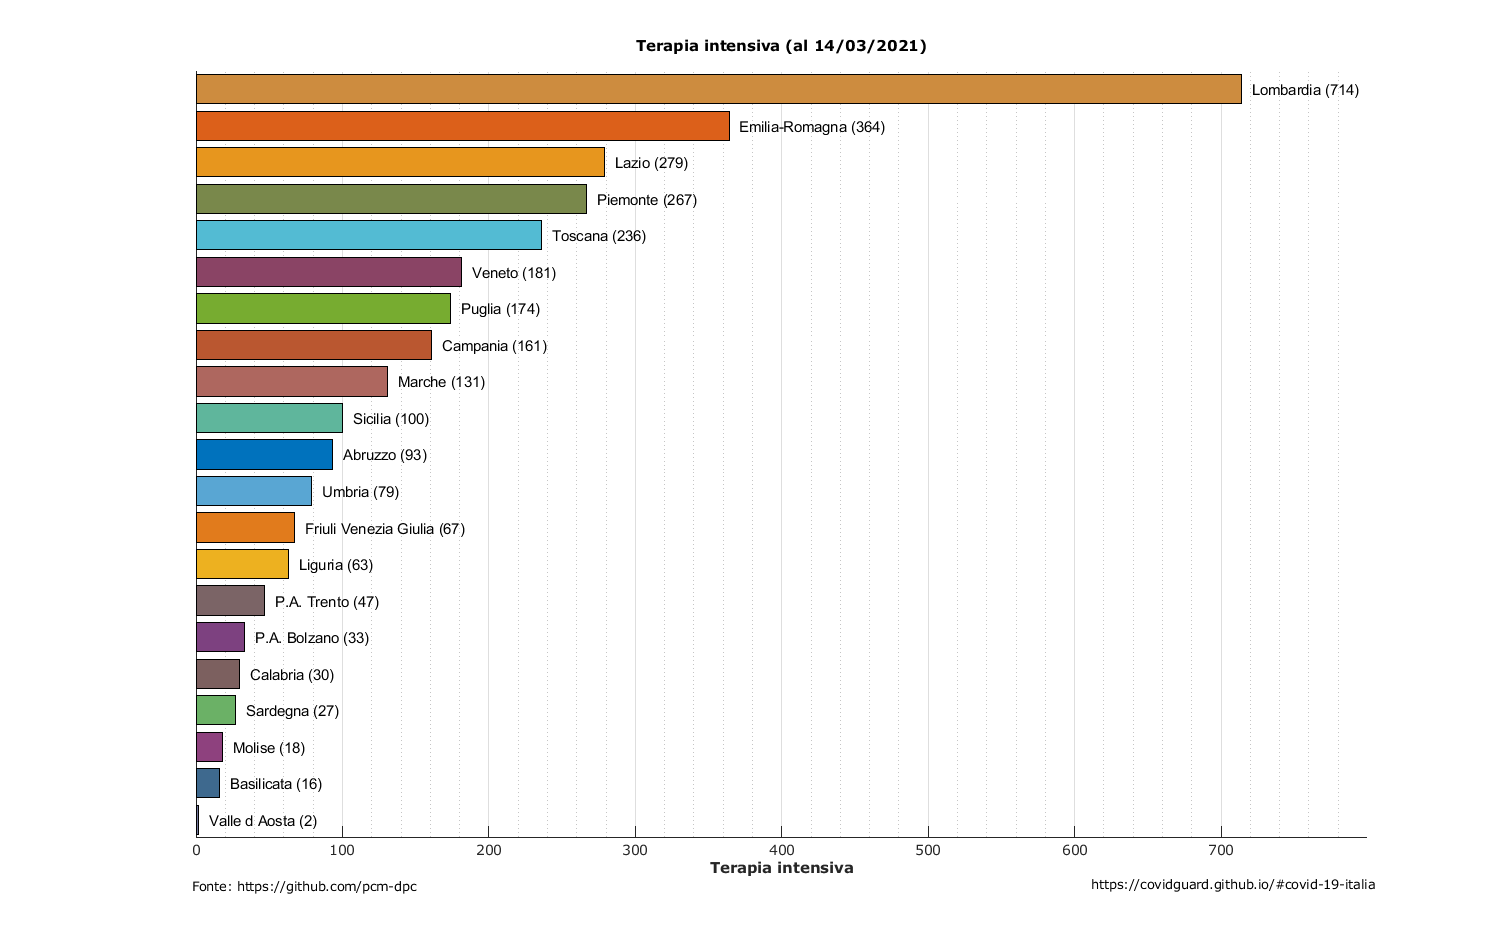 Terapia intensiva (al 14/03/2021)
Lombardia (714)
Emilia-Romagna (364)
Lazio (279)
Piemonte (267)
Toscana (236)
Veneto (181)
Puglia (174)
Campania (161)
Marche (131)
Sicilia (100)
Abruzzo (93)
Umbria (79)
Friuli Venezia Giulia (67)
Liguria (63)
P.A. Trento (47)
P.A. Bolzano (33)
Calabria (30)
Sardegna (27)
Molise (18)
Basilicata (16)
Valle d Aosta (2)
0 100 200 300 400 500 600 700
Terapia intensiva
Fonte: https://github.com/pcm-dpc
https://covidguard.github.io/#covid-19-italia